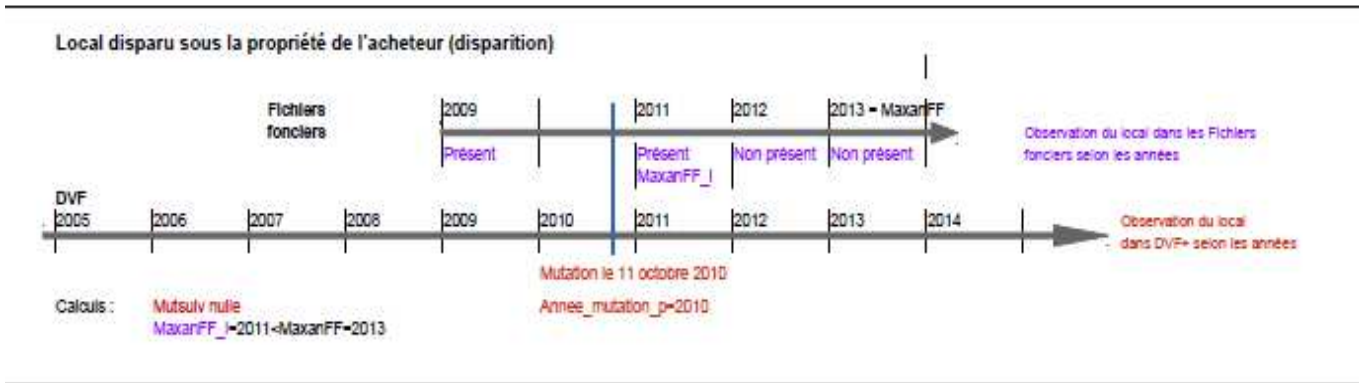 Local disparu sous la propriété de l'acheteur (disparition)
Fichiers
fonciers
2009
2011
2012
2013 = MaxanFF
Présent
Présent
MaxanFF_l
Non présent
Non présent
Observation du local dans les Fichiers
fonciers selon les années
DVF
2005
2006
2007
2008
2009
2010
2011
2012
2013
2014
Observation du local
dans DVF+ selon les années
Mutation le 11 octobre 2010
Calculs :
Mutsuiv nulle
Annee_mutation_p=2010
MaxanFF_l=2011<MaxanFF=2013